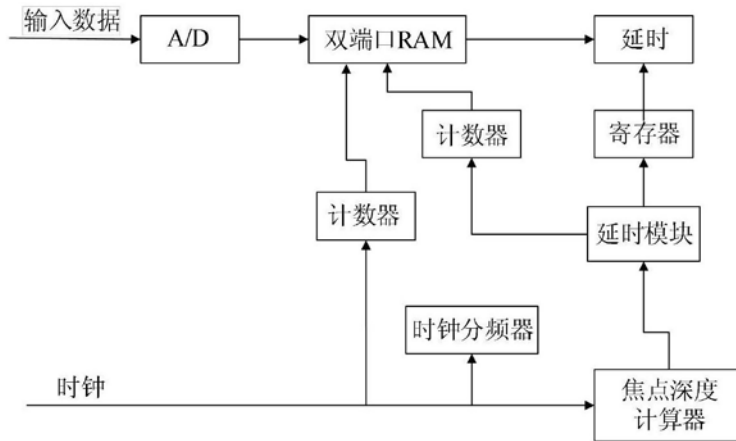 输入数据
A/D
双端口RAM
延时
计数器
寄存器
计数器
延时模块
时钟分频器
时钟
焦点深度
计算器